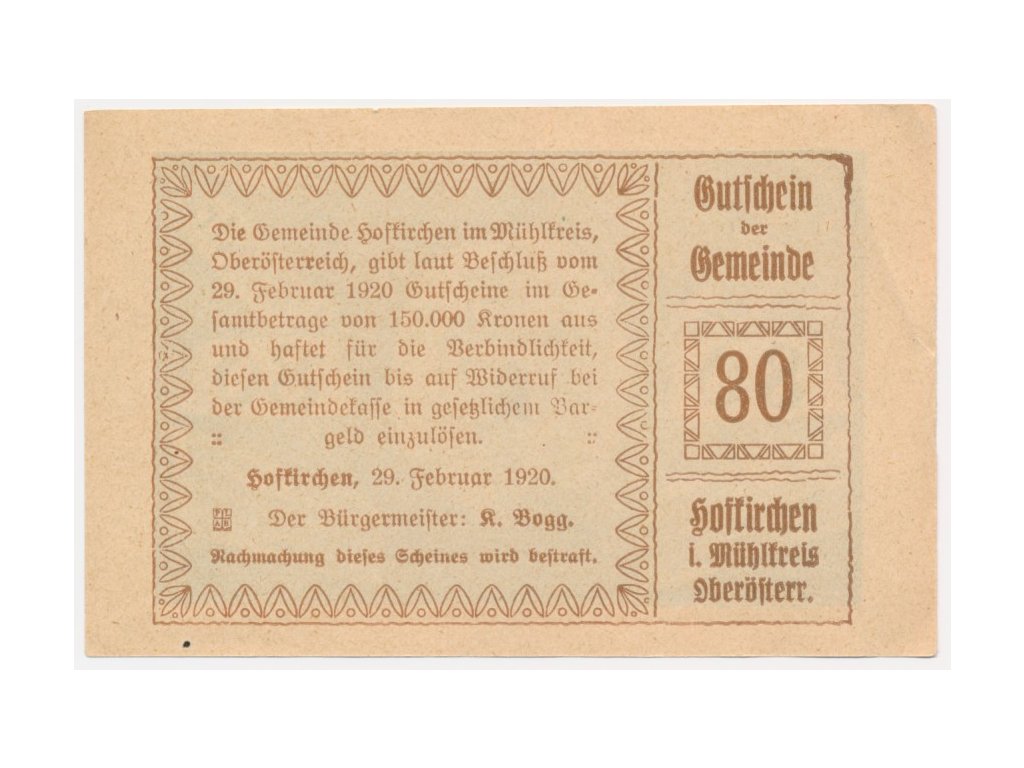 Die Gemeinde Hofkirchen im Mühlkreis,
Oberösterreich, gibt laut Beschluß vom
29. Februar 1920 Gutscheine im Ge-
samtbetrage von 150.000 Kronen aus
und haftet für die Verbindlichkeit,
diesen Gutschein bis auf Widerruf bei
der Gemeindekasse in gesetzlichem Bar-
:: geld einzulösen. ::
Hofkirchen, 29. Februar 1920.
Der Bürgermeister: K. Bogg.
Nachmachung dieses Scheines wird bestraft.
Gutschein
der
Gemeinde
80
Hofkirchen
i. Mühlkreis
Oberösterr.